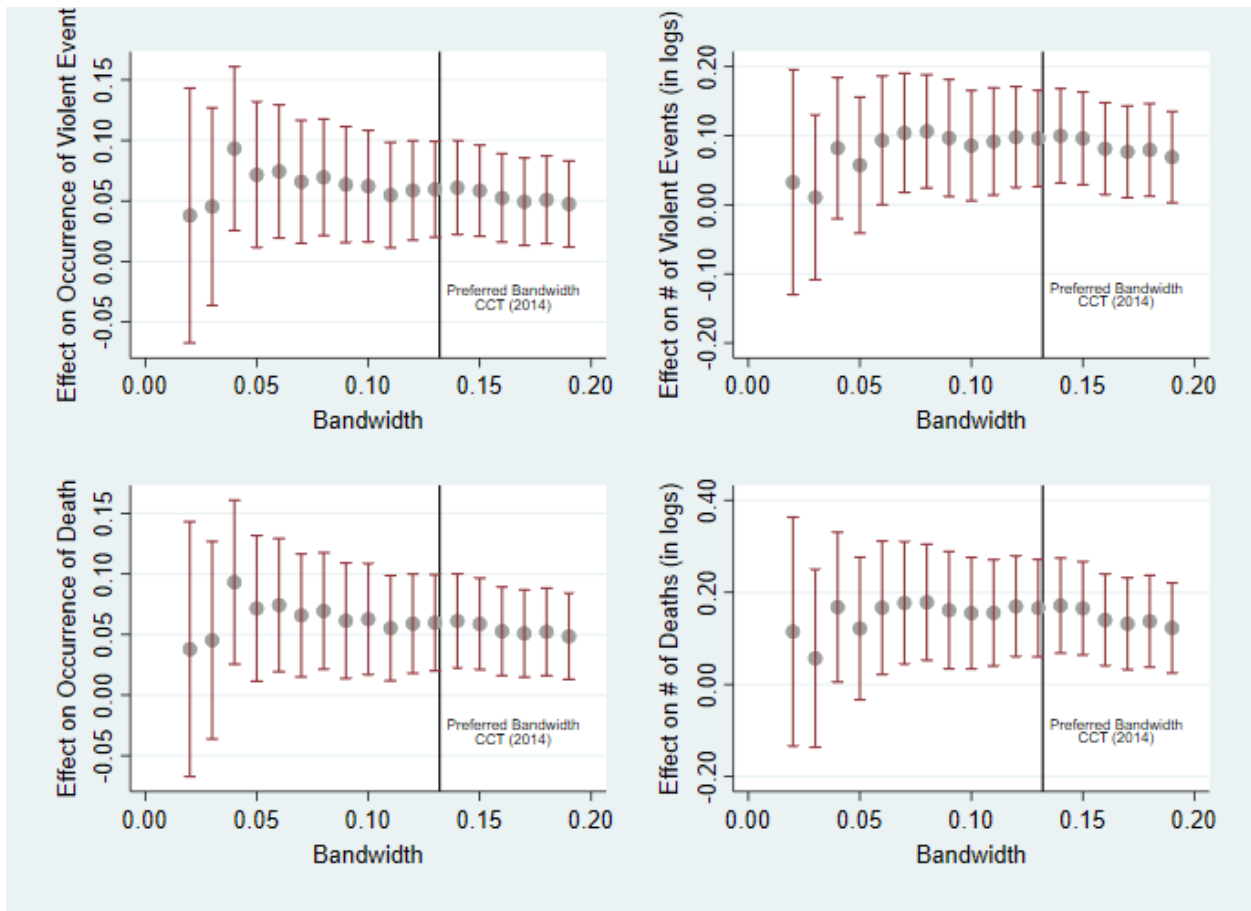 Effect on Occurrence of Violent Event
0.15
0.10
0.05
0.00
-0.05
Preferred Bandwidth
CCT (2014)
0.00 0.05 0.10 0.15 0.20
Bandwidth
Effect on # of Violent Events (in logs)
0.20
0.10
0.00
-0.10
-0.20
Preferred Bandwidth
CCT (2014)
0.00 0.05 0.10 0.15 0.20
Bandwidth
Effect on Occurrence of Death
0.15
0.10
0.05
0.00
-0.05
Preferred Bandwidth
CCT (2014)
0.00 0.05 0.10 0.15 0.20
Bandwidth
Effect on # of Deaths (in logs)
0.40
0.20
0.00
-0.20
Preferred Bandwidth
CCT (2014)
0.00 0.05 0.10 0.15 0.20
Bandwidth